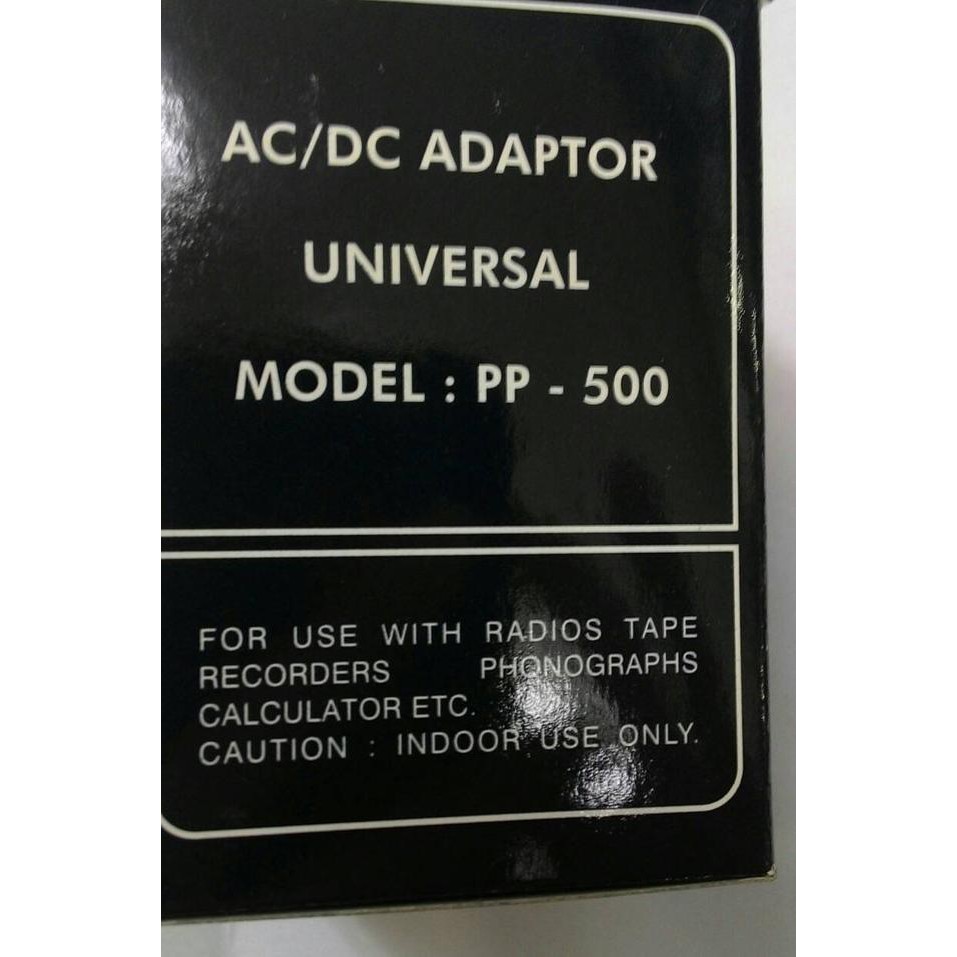 AC/DC ADAPTOR
UNIVERSAL
MODEL : PP - 500
FOR USE WITH RADIOS TAPE
RECORDERS PHONOGRAPHS
CALCULATOR ETC.
CAUTION : INDOOR USE ONLY.